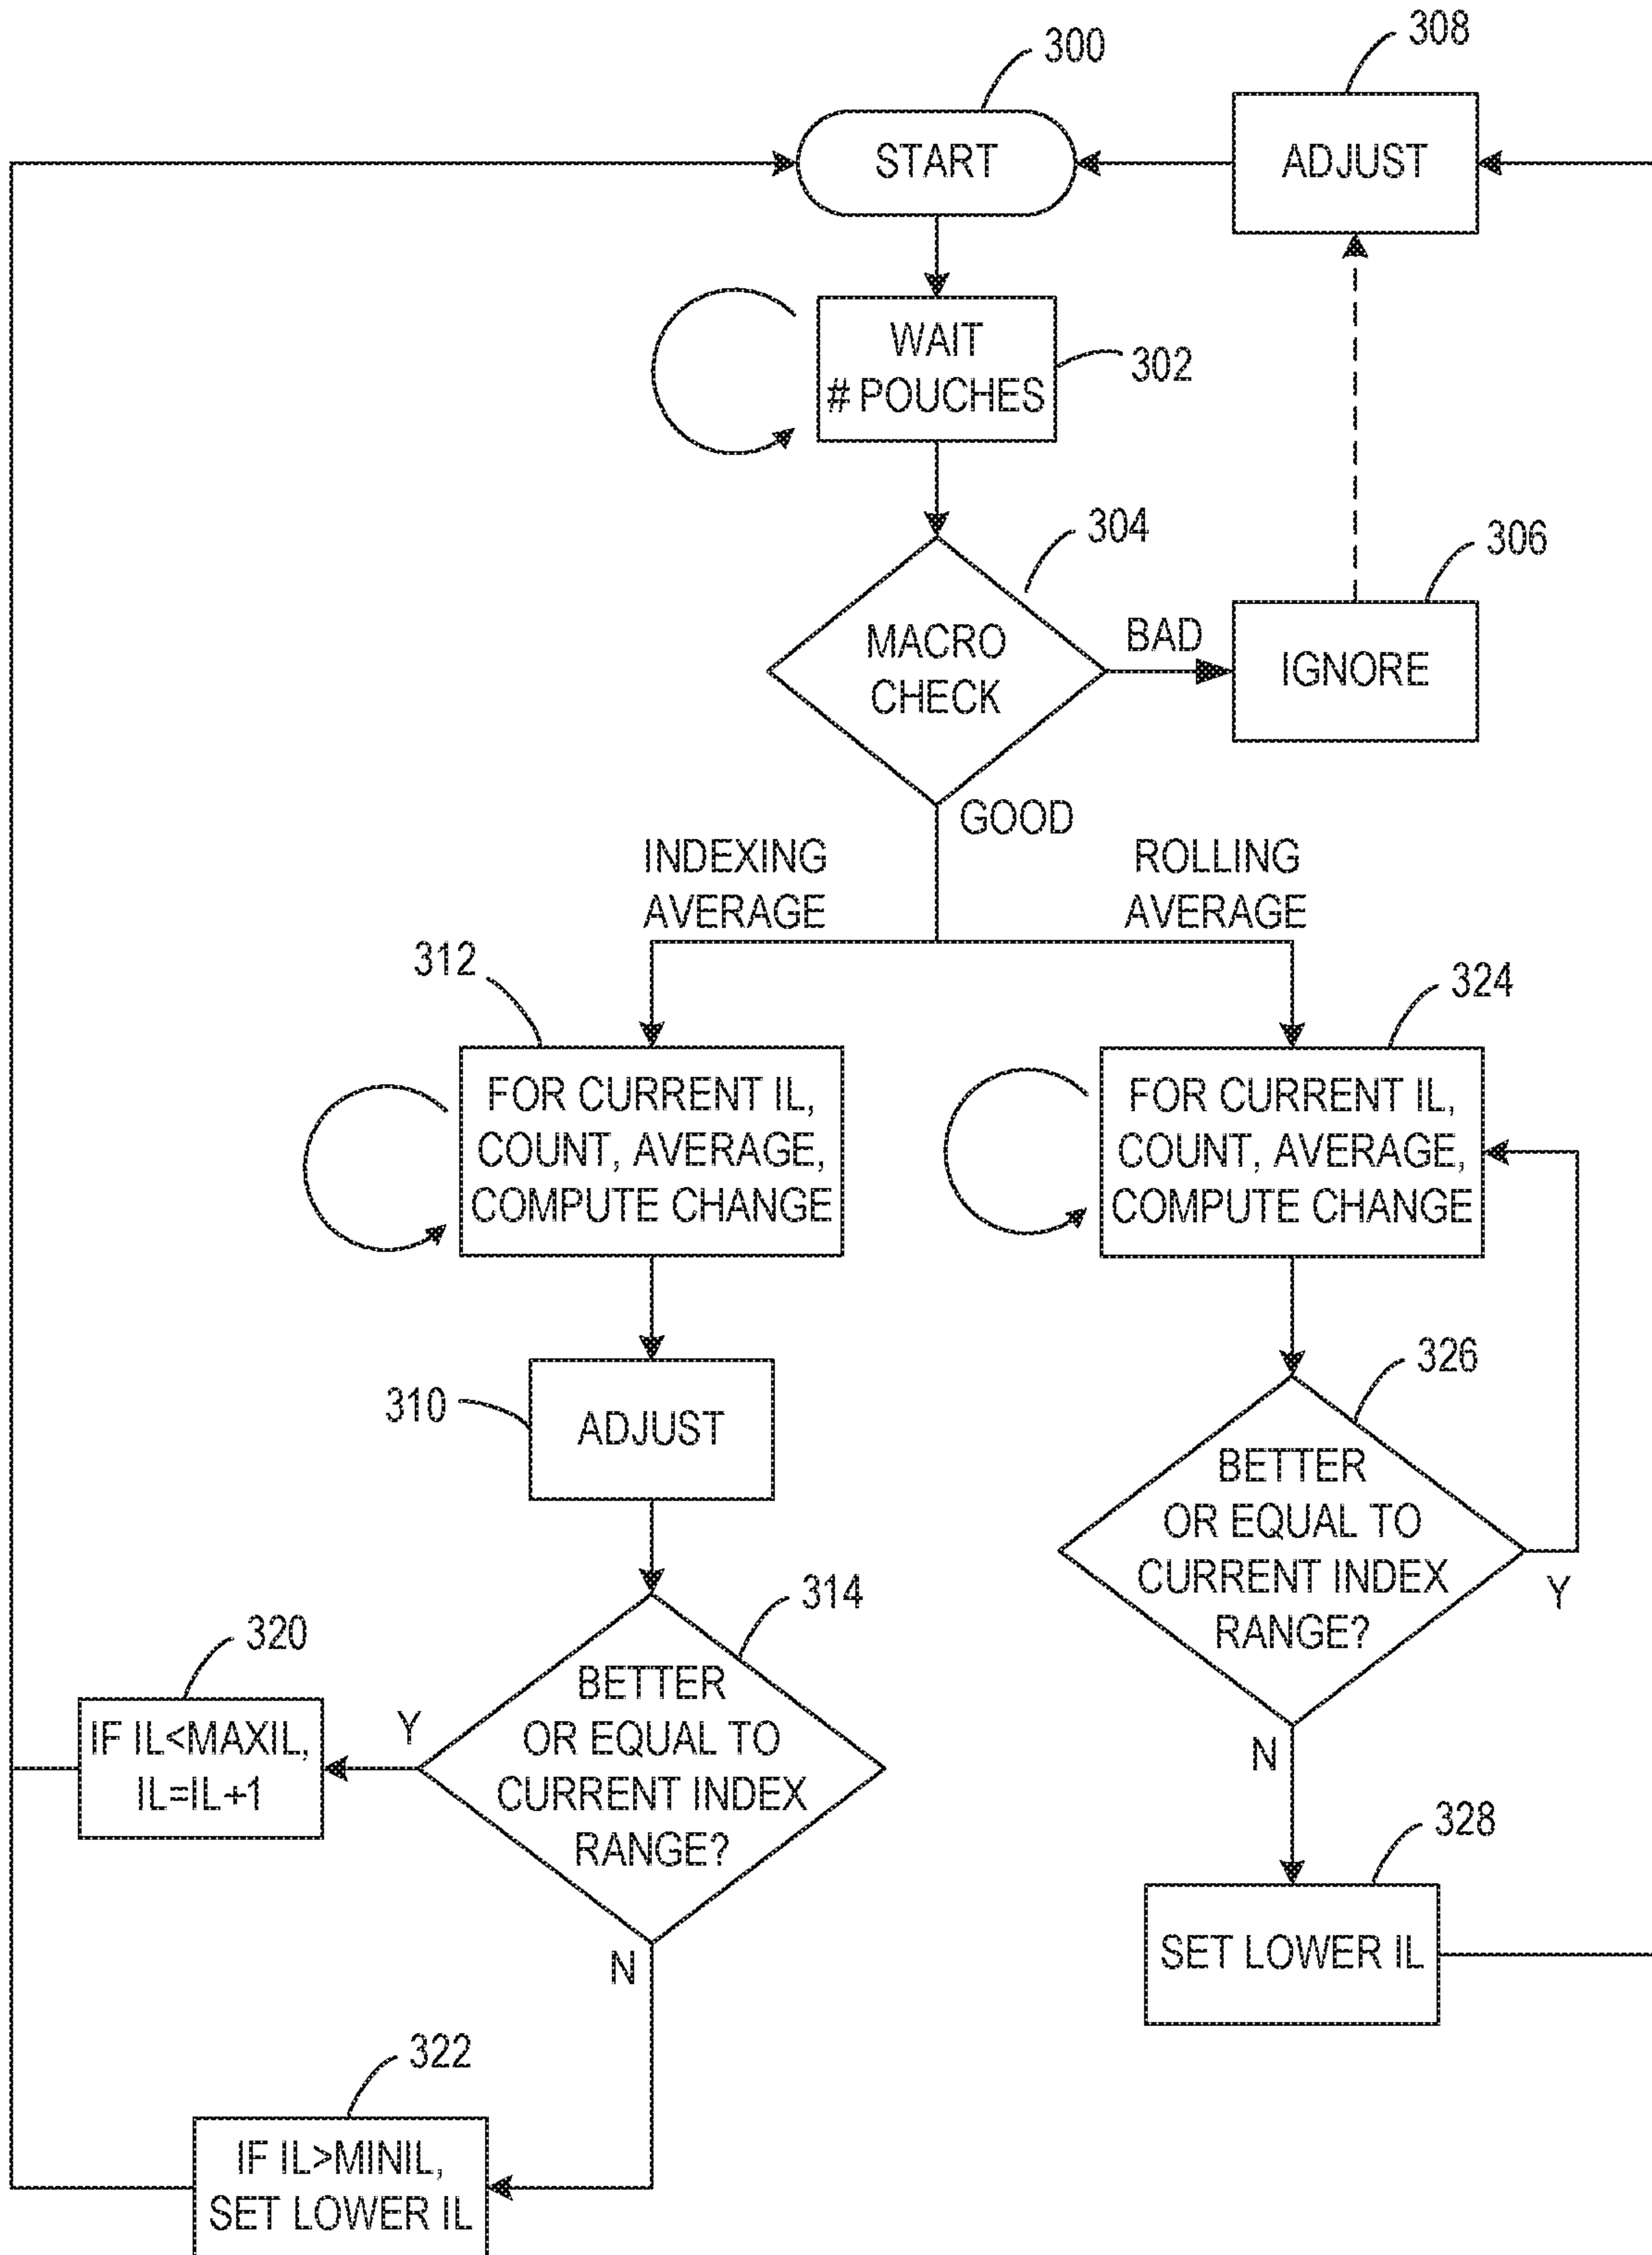 300
308
START
ADJUST
WAIT
# POUCHES
302
304
306
MACRO
CHECK
BAD
IGNORE
GOOD
INDEXING
AVERAGE
ROLLING
AVERAGE
312
324
FOR CURRENT IL,
COUNT, AVERAGE,
COMPUTE CHANGE
FOR CURRENT IL,
COUNT, AVERAGE,
COMPUTE CHANGE
310
ADJUST
326
BETTER
OR EQUAL TO
CURRENT INDEX
RANGE?
Y
N
314
320
BETTER
OR EQUAL TO
CURRENT INDEX
RANGE?
Y
IF IL<MAXIL,
IL=IL+1
N
328
SET LOWER IL
322
IF IL>MINIL,
SET LOWER IL